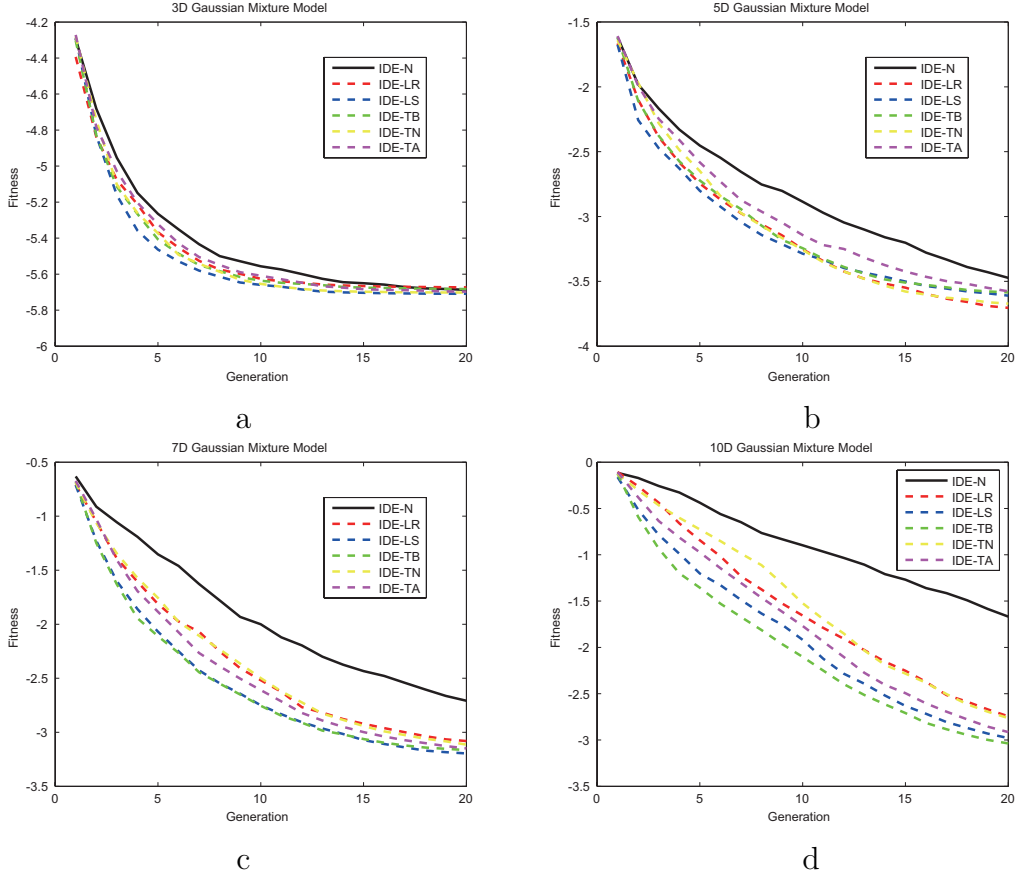 3D Gaussian Mixture Model
-4.2
-4.4
-4.6
-4.8
-5
-5.2
-5.4
-5.6
-5.8
-6
Fitness
IDE-N
IDE-LR
IDE-LS
IDE-TB
IDE-TN
IDE-TA
0 5 10 15 20
Generation
a
5D Gaussian Mixture Model
-1.5
-2
-2.5
-3
-3.5
-4
Fitness
IDE-N
IDE-LR
IDE-LS
IDE-TB
IDE-TN
IDE-TA
0 5 10 15 20
Generation
b
7D Gaussian Mixture Model
-0.5
-1
-1.5
-2
-2.5
-3
-3.5
Fitness
IDE-N
IDE-LR
IDE-LS
IDE-TB
IDE-TN
IDE-TA
0 5 10 15 20
Generation
c
10D Gaussian Mixture Model
0
-0.5
-1
-1.5
-2
-2.5
-3
-3.5
Fitness
IDE-N
IDE-LR
IDE-LS
IDE-TB
IDE-TN
IDE-TA
0 5 10 15 20
Generation
d